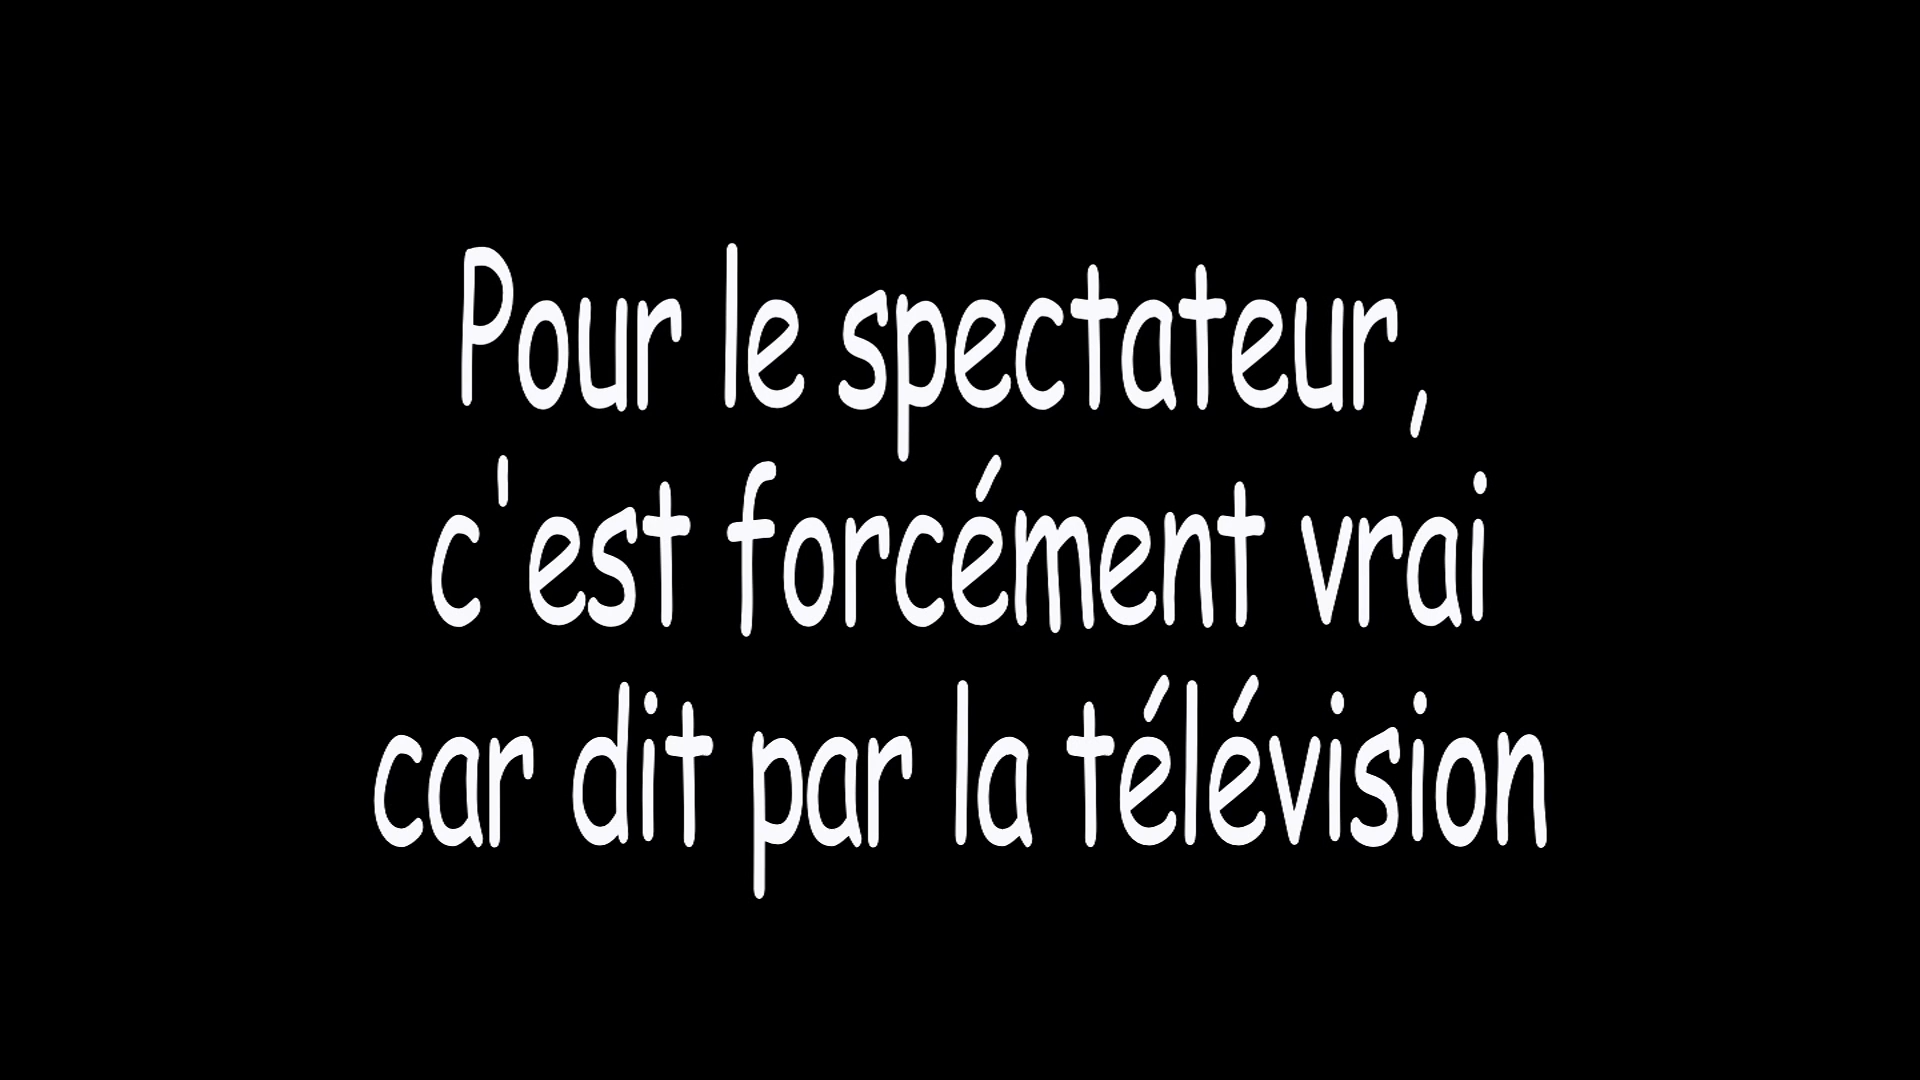 Pour le spectateur,
c'est forcément vrai
car dit par la télévision